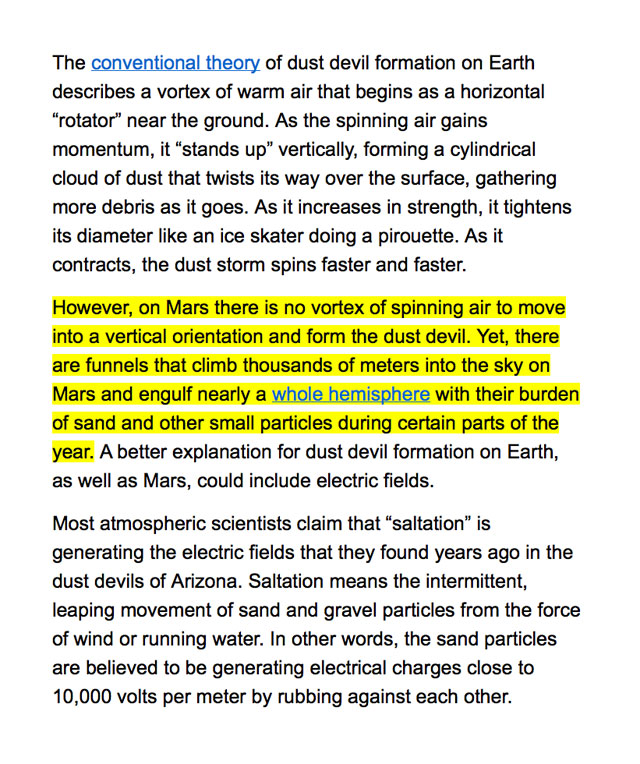 The conventional theory of dust devil formation on Earth
describes a vortex of warm air that begins as a horizontal
“rotator” near the ground. As the spinning air gains
momentum, it “stands up” vertically, forming a cylindrical
cloud of dust that twists its way over the surface, gathering
more debris as it goes. As it increases in strength, it tightens
its diameter like an ice skater doing a pirouette. As it
contracts, the dust storm spins faster and faster.
However, on Mars there is no vortex of spinning air to move
into a vertical orientation and form the dust devil. Yet, there
are funnels that climb thousands of meters into the sky on
Mars and engulf nearly a whole hemisphere with their burden
of sand and other small particles during certain parts of the
year. A better explanation for dust devil formation on Earth,
as well as Mars, could include electric fields.
Most atmospheric scientists claim that “saltation” is
generating the electric fields that they found years ago in the
dust devils of Arizona. Saltation means the intermittent,
leaping movement of sand and gravel particles from the force
of wind or running water. In other words, the sand particles
are believed to be generating electrical charges close to
10,000 volts per meter by rubbing against each other.